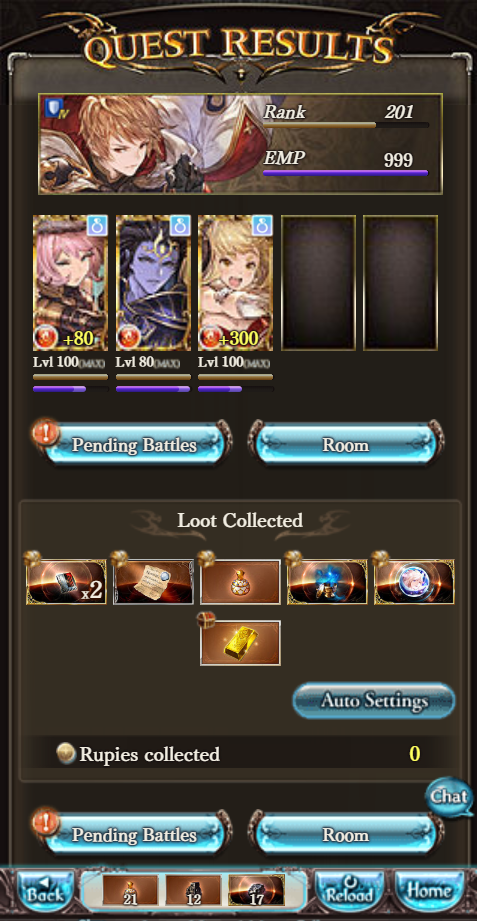 QUEST RESULTS
IV
Rank 201
EMP 999
+80 +300
Lvl 100(MAX) Lvl 80(MAX) Lvl 100(MAX)
! Pending Battles Room
Loot Collected
x2
Auto Settings
Rupies collected 0
Chat
! Pending Battles Room
Back 21 12 17 Reload Home